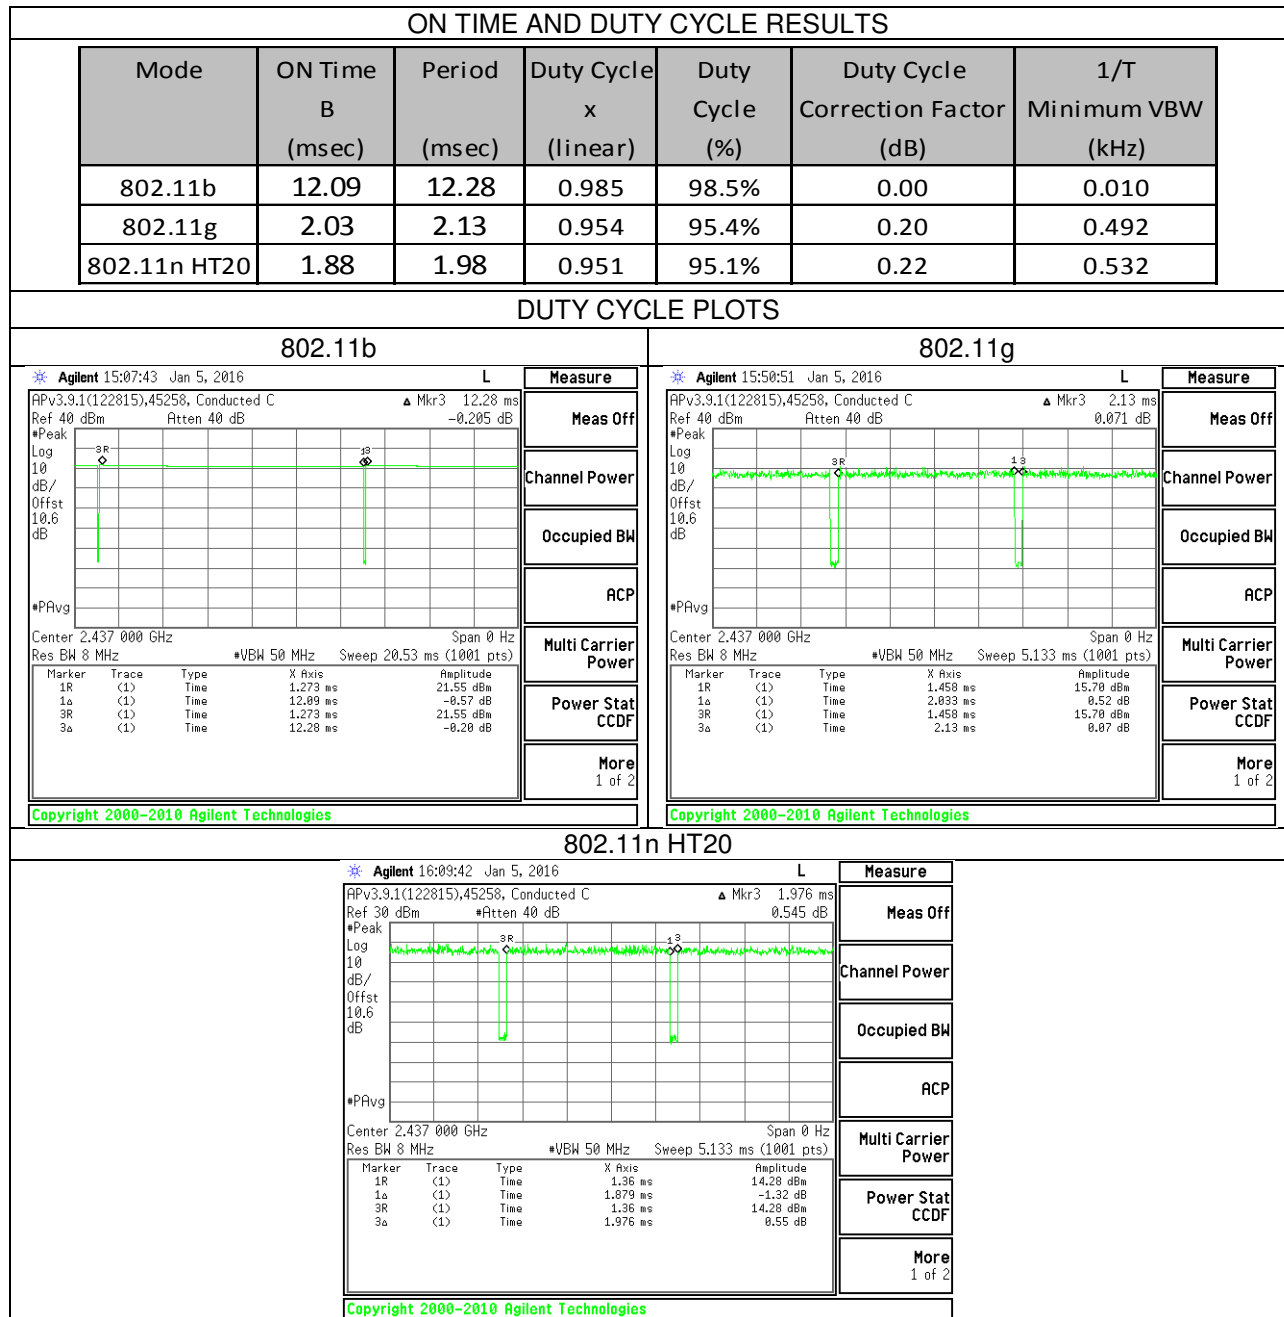 ON TIME AND DUTY CYCLE RESULTS
Mode ON Time Period Duty Cycle Duty Duty Cycle 1/T
B x Cycle Correction Factor Minimum VBW
(msec) (msec) (linear) (%) (dB) (kHz)
802.11b 12.09 12.28 0.985 98.5% 0.00 0.010
802.11g 2.03 2.13 0.954 95.4% 0.20 0.492
802.11n HT20 1.88 1.98 0.951 95.1% 0.22 0.532
DUTY CYCLE PLOTS
802.11b
Agilent 15:07:43 Jan 5, 2016 L Measure
APv3.9.1(122815),45258, Conducted C Δ Mkr3 12.28 ms
Ref 40 dBm Atten 40 dB -0.205 dB Meas Off
#Peak
Log
3R 13
10
dB/ Channel Power
Offst
10.6
dB Occupied BW
ACP
#PAvg
Center 2.437 000 GHz Span 0 Hz
Res BW 8 MHz #VBW 50 MHz Sweep 20.53 ms (1001 pts) Multi Carrier
Power
Marker Trace Type X Axis Amplitude
1R (1) Time 1.273 ms 21.55 dBm
1Δ (1) Time 12.09 ms -0.57 dB
3R (1) Time 1.273 ms 21.55 dBm
3Δ (1) Time 12.28 ms -0.20 dB
Power Stat
CCDF
More
1 of 2
Copyright 2000-2010 Agilent Technologies
802.11g
Agilent 15:50:51 Jan 5, 2016 L Measure
APv3.9.1(122815),45258, Conducted C Δ Mkr3 2.13 ms
Ref 40 dBm Atten 40 dB 0.071 dB Meas Off
#Peak
Log
3R 1 3
10
dB/ Channel Power
Offst
10.6
dB Occupied BW
ACP
#PAvg
Center 2.437 000 GHz Span 0 Hz
Res BW 8 MHz #VBW 50 MHz Sweep 5.133 ms (1001 pts) Multi Carrier
Power
Marker Trace Type X Axis Amplitude
1R (1) Time 1.458 ms 15.70 dBm
1Δ (1) Time 2.033 ms 0.52 dB
3R (1) Time 1.458 ms 15.70 dBm
3Δ (1) Time 2.13 ms 0.07 dB
Power Stat
CCDF
More
1 of 2
Copyright 2000-2010 Agilent Technologies
802.11n HT20
Agilent 16:09:42 Jan 5, 2016 L Measure
APv3.9.1(122815),45258, Conducted C Δ Mkr3 1.976 ms
Ref 30 dBm #Atten 40 dB 0.545 dB Meas Off
#Peak
Log
3R 1 3
10
dB/ Channel Power
Offst
10.6
dB Occupied BW
ACP
#PAvg
Center 2.437 000 GHz Span 0 Hz
Res BW 8 MHz #VBW 50 MHz Sweep 5.133 ms (1001 pts) Multi Carrier
Power
Marker Trace Type X Axis Amplitude
1R (1) Time 1.36 ms 14.28 dBm
1Δ (1) Time 1.879 ms -1.32 dB
3R (1) Time 1.36 ms 14.28 dBm
3Δ (1) Time 1.976 ms 0.55 dB
Power Stat
CCDF
More
1 of 2
Copyright 2000-2010 Agilent Technologies